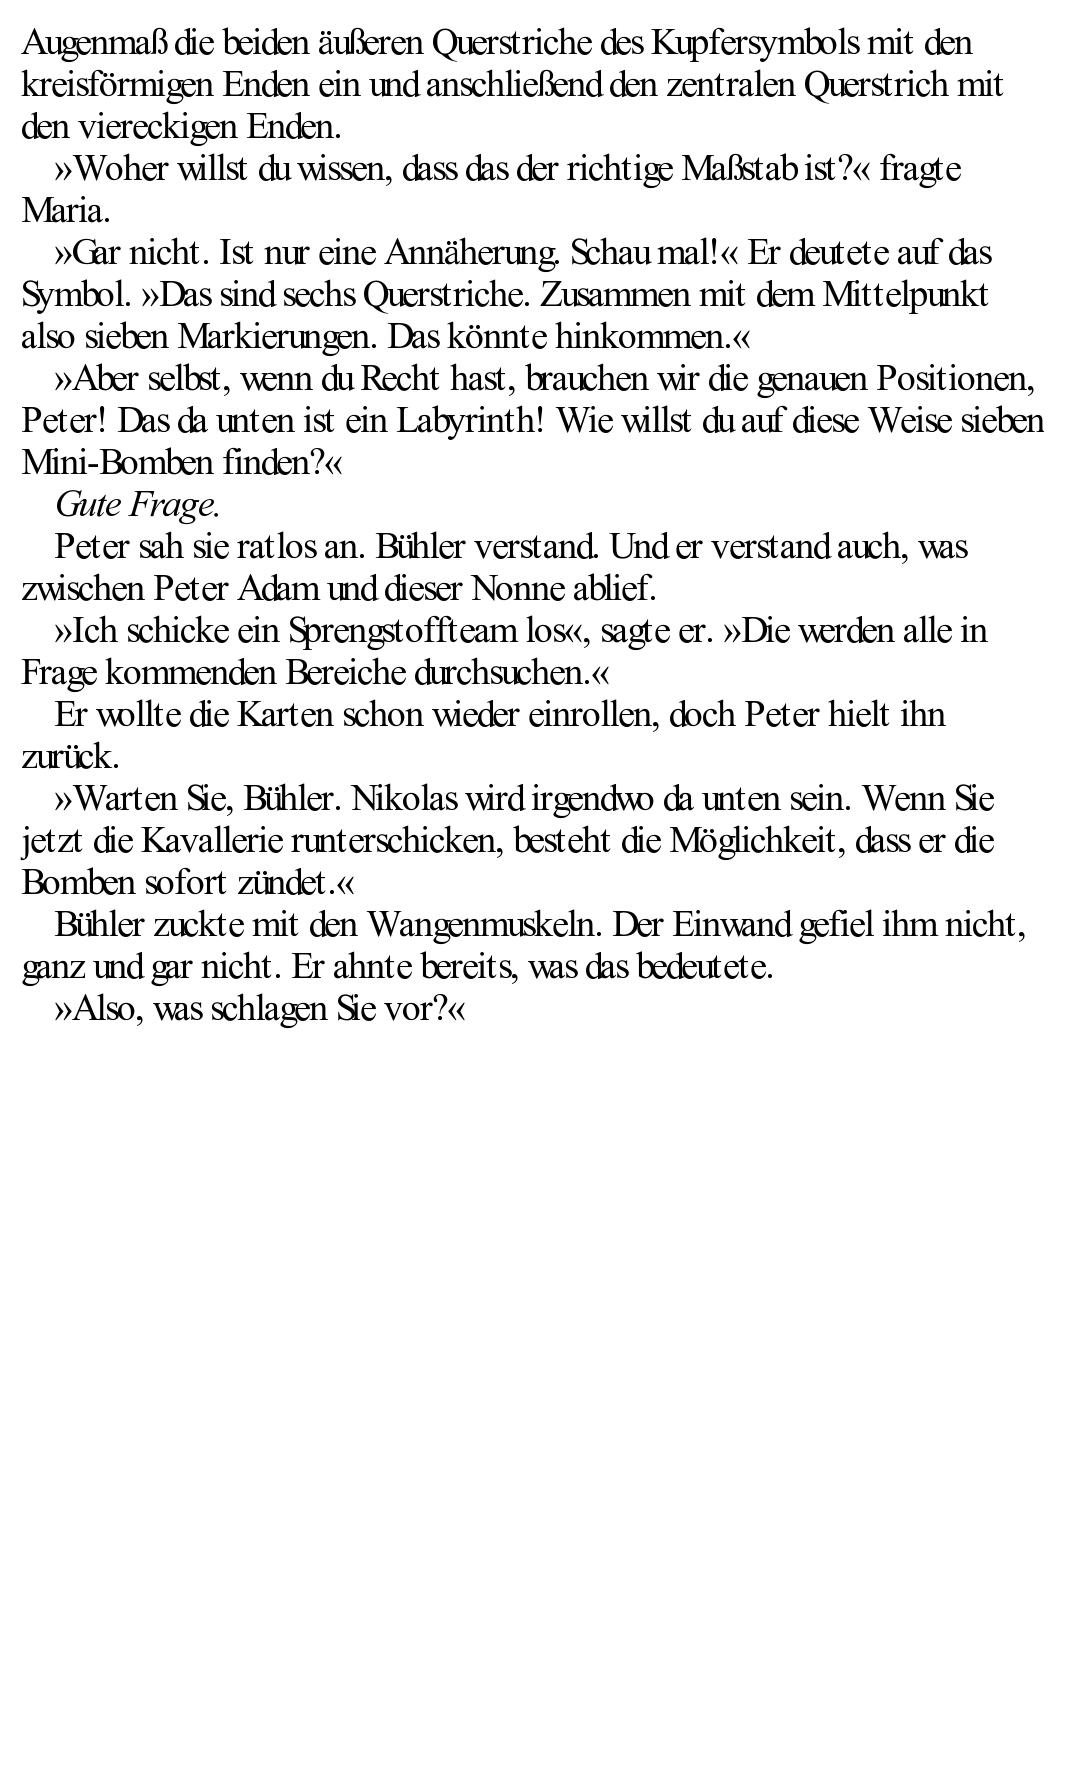 Augenmaß die beiden äußeren Querstriche des Kupfersymbols mit den
kreisförmigen Enden ein und anschließend den zentralen Querstrich mit
den viereckigen Enden.
»Woher willst du wissen, dass das der richtige Maßstab ist?« fragte
Maria.
»Gar nicht. Ist nur eine Annäherung. Schau mal!« Er deutete auf das
Symbol. »Das sind sechs Querstriche. Zusammen mit dem Mittelpunkt
also sieben Markierungen. Das könnte hinkommen.«
»Aber selbst, wenn du Recht hast, brauchen wir die genauen Positionen,
Peter! Das da unten ist ein Labyrinth! Wie willst du auf diese Weise sieben
Mini-Bomben finden?«
Gute Frage.
Peter sah sie ratlos an. Bühler verstand. Und er verstand auch, was
zwischen Peter Adam und dieser Nonne ablief.
»Ich schicke ein Sprengstoffteam los«, sagte er. »Die werden alle in
Frage kommenden Bereiche durchsuchen.«
Er wollte die Karten schon wieder einrollen, doch Peter hielt ihn
zurück.
»Warten Sie, Bühler. Nikolas wird irgendwo da unten sein. Wenn Sie
jetzt die Kavallerie runterschicken, besteht die Möglichkeit, dass er die
Bomben sofort zündet.«
Bühler zuckte mit den Wangenmuskeln. Der Einwand gefiel ihm nicht,
ganz und gar nicht. Er ahnte bereits, was das bedeutete.
»Also, was schlagen Sie vor?«